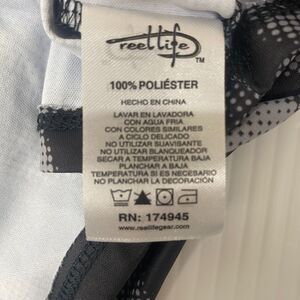 reel life
TM
100% POLIÉSTER
HECHO EN CHINA
LAVAR EN LAVADORA
CON AGUA FRIA
CON COLORES SIMILARES
A CICLO DELICADO
NO UTILIZAR SUAVISANTE
NO UTILIZAR BLANQUEADOR
SECAR A TEMPERATURA BAJA
PLANCHAR A BAJA
TEMPERATURA SI ES NECESARIO
NO PLANCHAR LA DECORACIÓN
RN: 174945
www.reellifegear.com